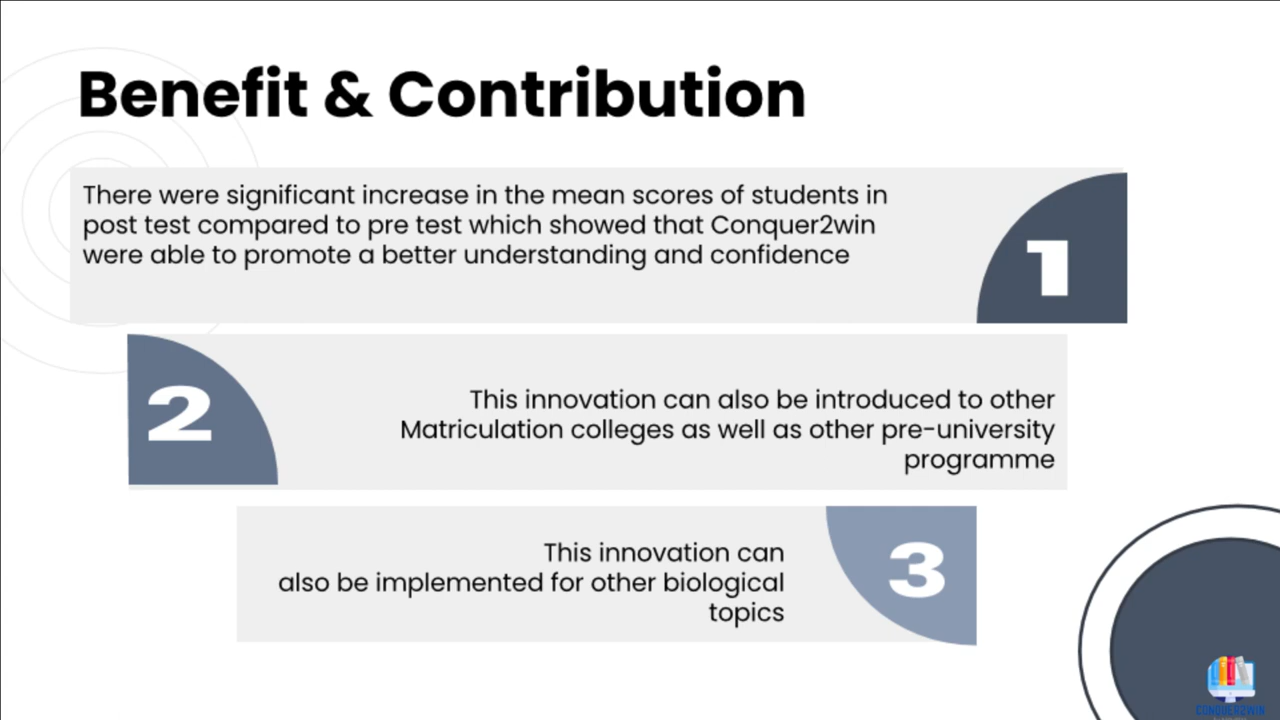 Benefit & Contribution
There were significant increase in the mean scores of students in
post test compared to pre test which showed that Conquer2win
were able to promote a better understanding and confidence
1
2
This innovation can also be introduced to other
Matriculation colleges as well as other pre-university
programme
This innovation can
also be implemented for other biological
topics
3
CONQUER2WIN